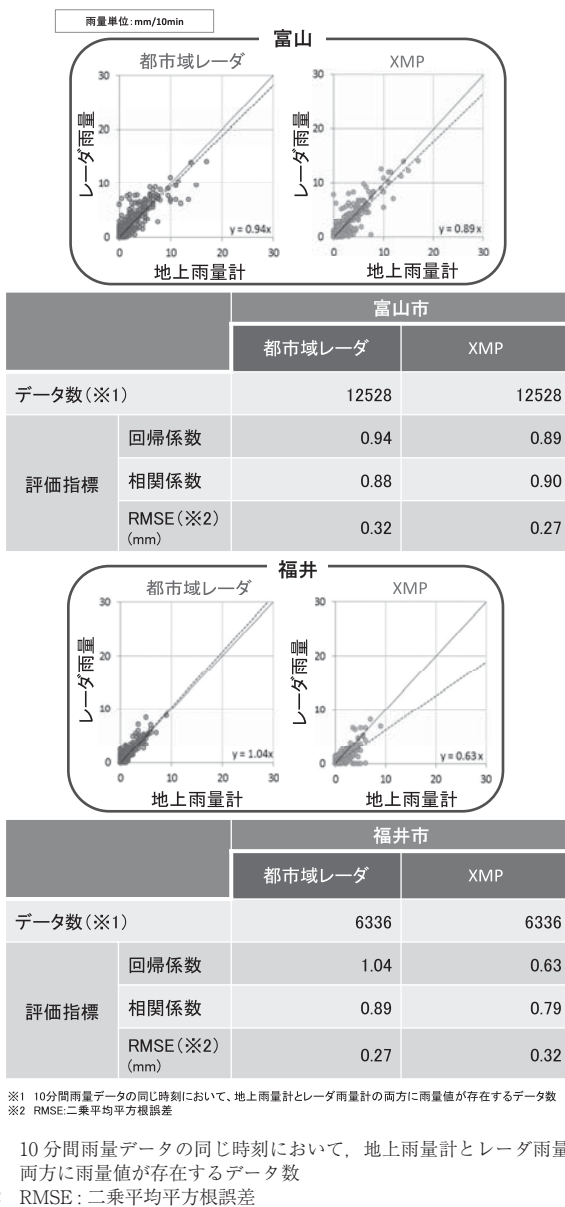 雨量単位:mm/10min
富山
都市域レーダ
XMP
レーダ雨量
30
20
10
0
0 10 20 30
y = 0.94x
地上雨量計
レーダ雨量
30
20
10
0
0 10 20 30
y = 0.89x
地上雨量計
富山市
都市域レーダ XMP
データ数(※1) 12528 12528
評価指標
回帰係数 0.94 0.89
相関係数 0.88 0.90
RMSE(※2)
(mm)
0.32 0.27
福井
都市域レーダ
XMP
レーダ雨量
30
20
10
0
0 10 20 30
y = 1.04x
地上雨量計
レーダ雨量
30
20
10
0
0 10 20 30
y = 0.63x
地上雨量計
福井市
都市域レーダ XMP
データ数(※1) 6336 6336
評価指標
回帰係数 1.04 0.63
相関係数 0.89 0.79
RMSE(※2)
(mm)
0.27 0.32
※1 10分間雨量データの同じ時刻において、地上雨量計とレーダ雨量計の両方に雨量値が存在するデータ数
※2 RMSE:二乗平均平方根誤差
10 分間雨量データの同じ時刻において,地上雨量計とレーダ雨量
両方に雨量値が存在するデータ数
RMSE : 二乗平均平方根誤差